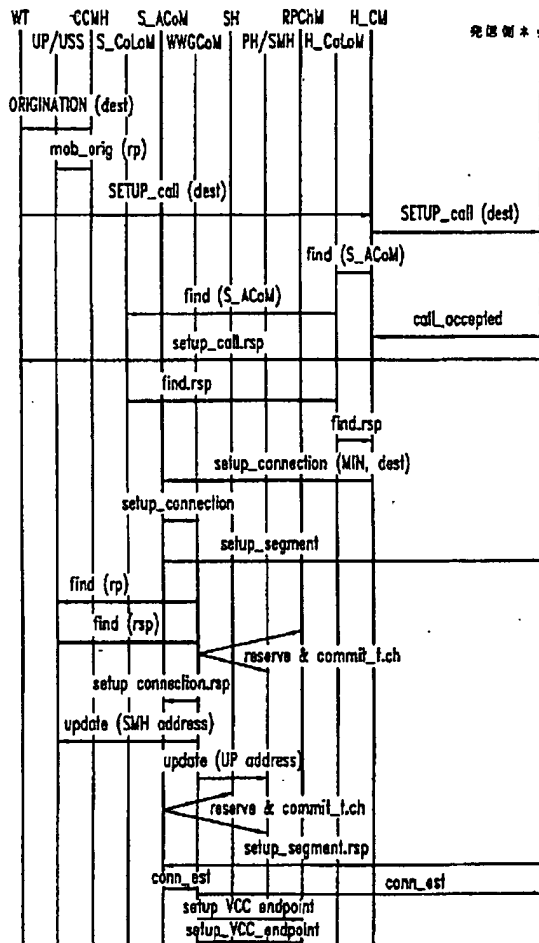 WT CCMH S_ACoM SH RPChM H_CM
UP/USS S_CoLoM WWGCoM PH/SMH H_CoLoM
発信側
ORIGINATION (dest)
mob_orig (rp)
SETUP_call (dest)
SETUP_call (dest)
find (S_ACoM)
find (S_ACoM)
call_accepted
setup_call.rsp
find.rsp
find.rsp
setup_connection (MIN, dest)
setup_connection
setup_segment
find (rp)
find (rsp)
reserve & commit_t.ch
setup connection.rsp
update (SMH address)
update (UP address)
reserve & commit_t.ch
setup_segment.rsp
conn_est
conn_est
setup VCC endpoint
setup_VCC_endpoint